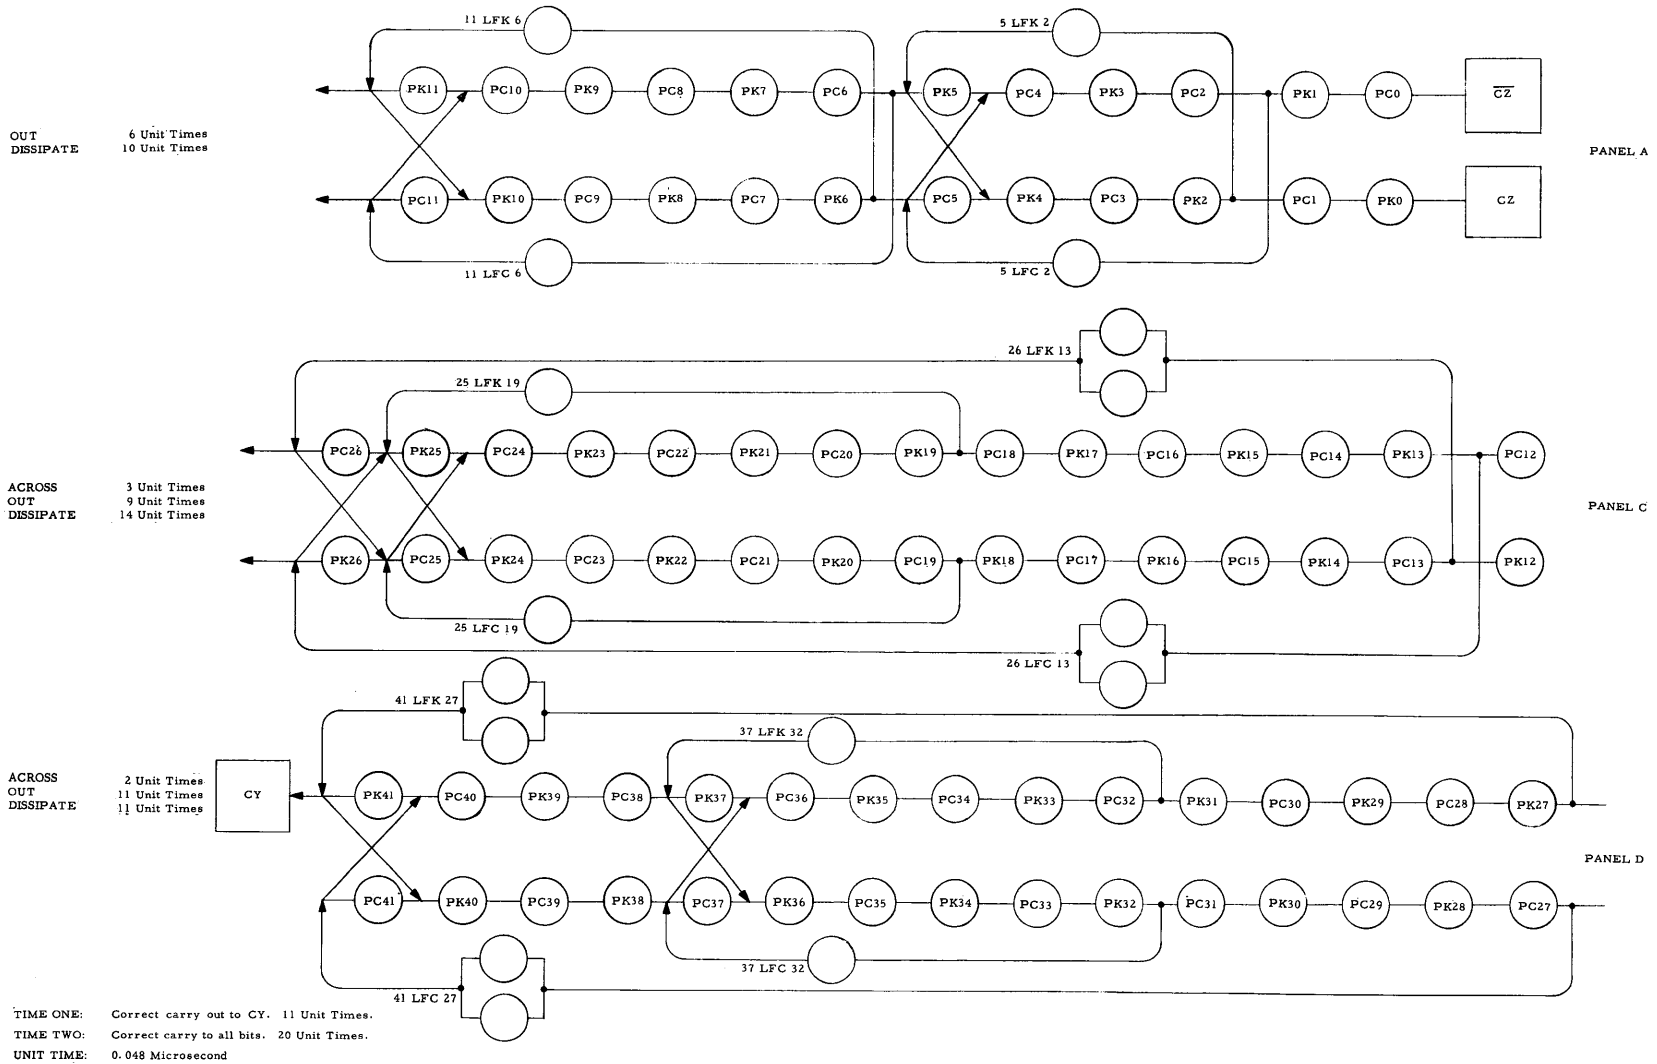 11 LFK 6
5 LFK 2
PK11 PC10 PK9 PC8 PK7 PC6 PK5 PC4 PK3 PC2 PK1 PC0 CZ
OUT 6 Unit Times
DISSIPATE 10 Unit Times
PANEL A
PC11 PK10 PC9 PK8 PC7 PK6 PC5 PK4 PC3 PK2 PC1 PK0 CZ
11 LFC 6
5 LFC 2
26 LFK 13
25 LFK 19
PC26 PK25 PC24 PK23 PC22 PK21 PC20 PK19 PC18 PK17 PC16 PK15 PC14 PK13 PC12
ACROSS 3 Unit Times
OUT 9 Unit Times
DISSIPATE 14 Unit Times
PANEL C
PK26 PC25 PK24 PC23 PK22 PC21 PK20 PC19 PK18 PC17 PK16 PC15 PK14 PC13 PK12
25 LFC 19
26 LFC 13
41 LFK 27
37 LFK 32
CY PK41 PC40 PK39 PC38 PK37 PC36 PK35 PC34 PK33 PC32 PK31 PC30 PK29 PC28 PK27
ACROSS 2 Unit Times
OUT 11 Unit Times
DISSIPATE 11 Unit Times
PANEL D
PC41 PK40 PC39 PK38 PC37 PK36 PC35 PK34 PC33 PK32 PC31 PK30 PC29 PK28 PC27
37 LFC 32
41 LFC 27
TIME ONE: Correct carry out to CY. 11 Unit Times.
TIME TWO: Correct carry to all bits. 20 Unit Times.
UNIT TIME: 0.048 Microsecond